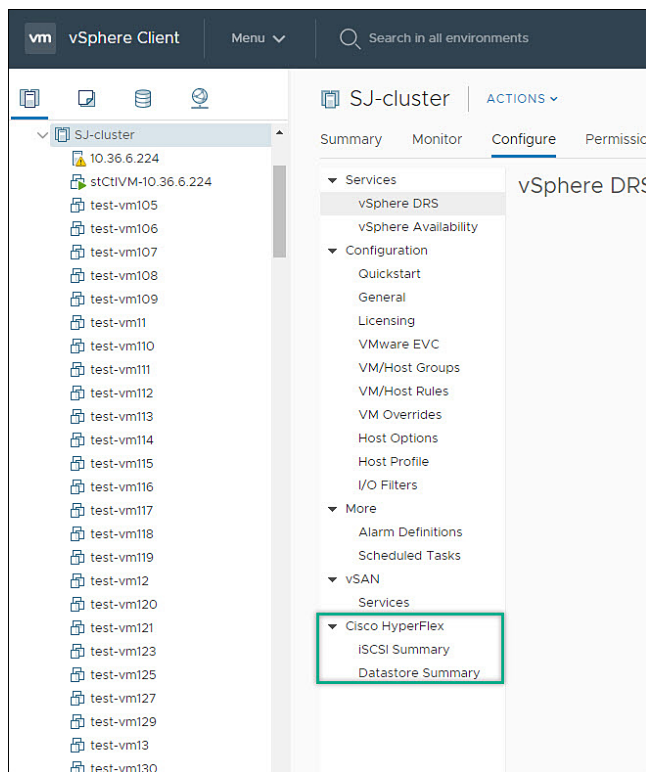 vm vSphere Client Menu Search in all environments
SJ-cluster
10.36.6.224
stCtlVM-10.36.6.224
test-vm105
test-vm106
test-vm107
test-vm108
test-vm109
test-vm11
test-vm110
test-vm111
test-vm112
test-vm113
test-vm114
test-vm115
test-vm116
test-vm117
test-vm118
test-vm119
test-vm12
test-vm120
test-vm121
test-vm123
test-vm125
test-vm127
test-vm129
test-vm13
test-vm130
SJ-cluster ACTIONS
Summary Monitor Configure Permissic
Services
vSphere DRS
vSphere Availability
Configuration
Quickstart
General
Licensing
VMware EVC
VM/Host Groups
VM/Host Rules
VM Overrides
Host Options
Host Profile
I/O Filters
More
Alarm Definitions
Scheduled Tasks
vSAN
Services
Cisco HyperFlex
iSCSI Summary
Datastore Summary
vSphere DRS